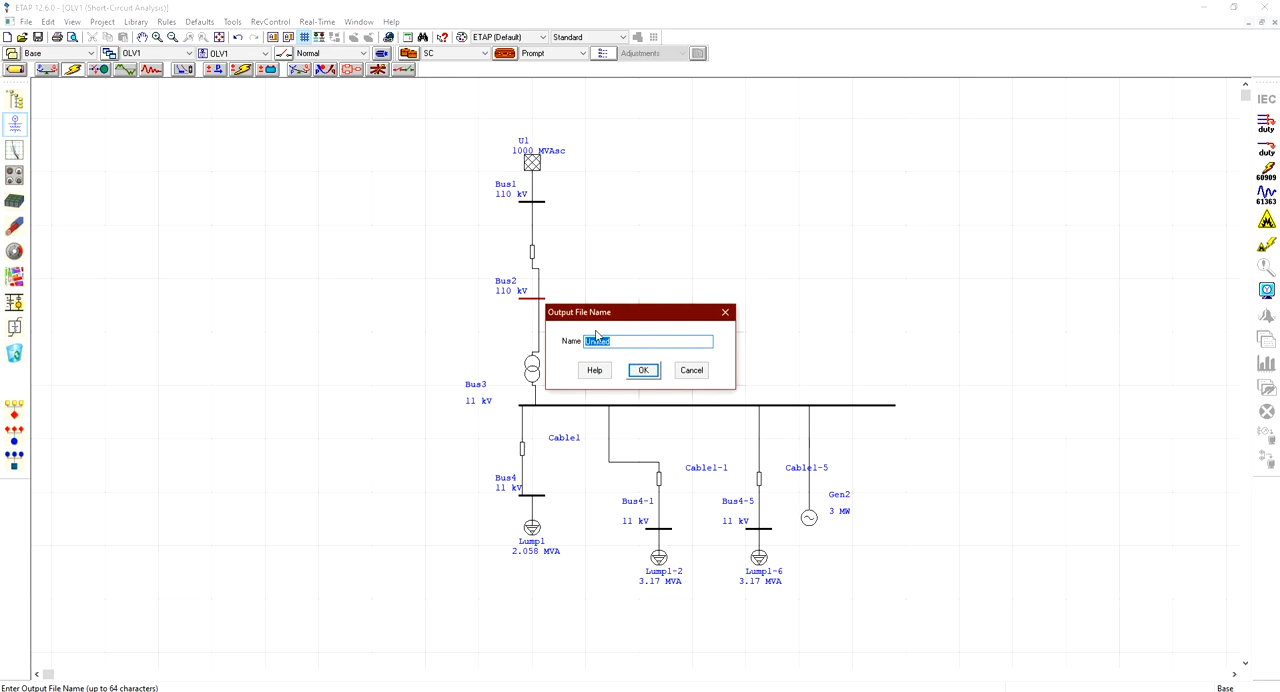 ETAP 12.6.0 - [OLV1 (Short-Circuit Analysis)]
File Edit View Project Library Rules Defaults Tools RevControl Real-Time Window Help
ETAP (Default) Standard
Base OLV1 OLV1 Normal SC Prompt Adjustments
IEC
duty
duty
60909
61363
U1
1000 MVAsc
Bus1
110 kV
Bus2
110 kV
Output File Name
Name Untitled
Help OK Cancel
Bus3
11 kV
Cable1
Cable1-1
Cable1-5
Bus4
11 kV
Bus4-1
11 kV
Bus4-5
11 kV
Gen2
3 MW
Lump1
2.058 MVA
Lump1-2
3.17 MVA
Lump1-6
3.17 MVA
Enter Output File Name (up to 64 characters)
Base